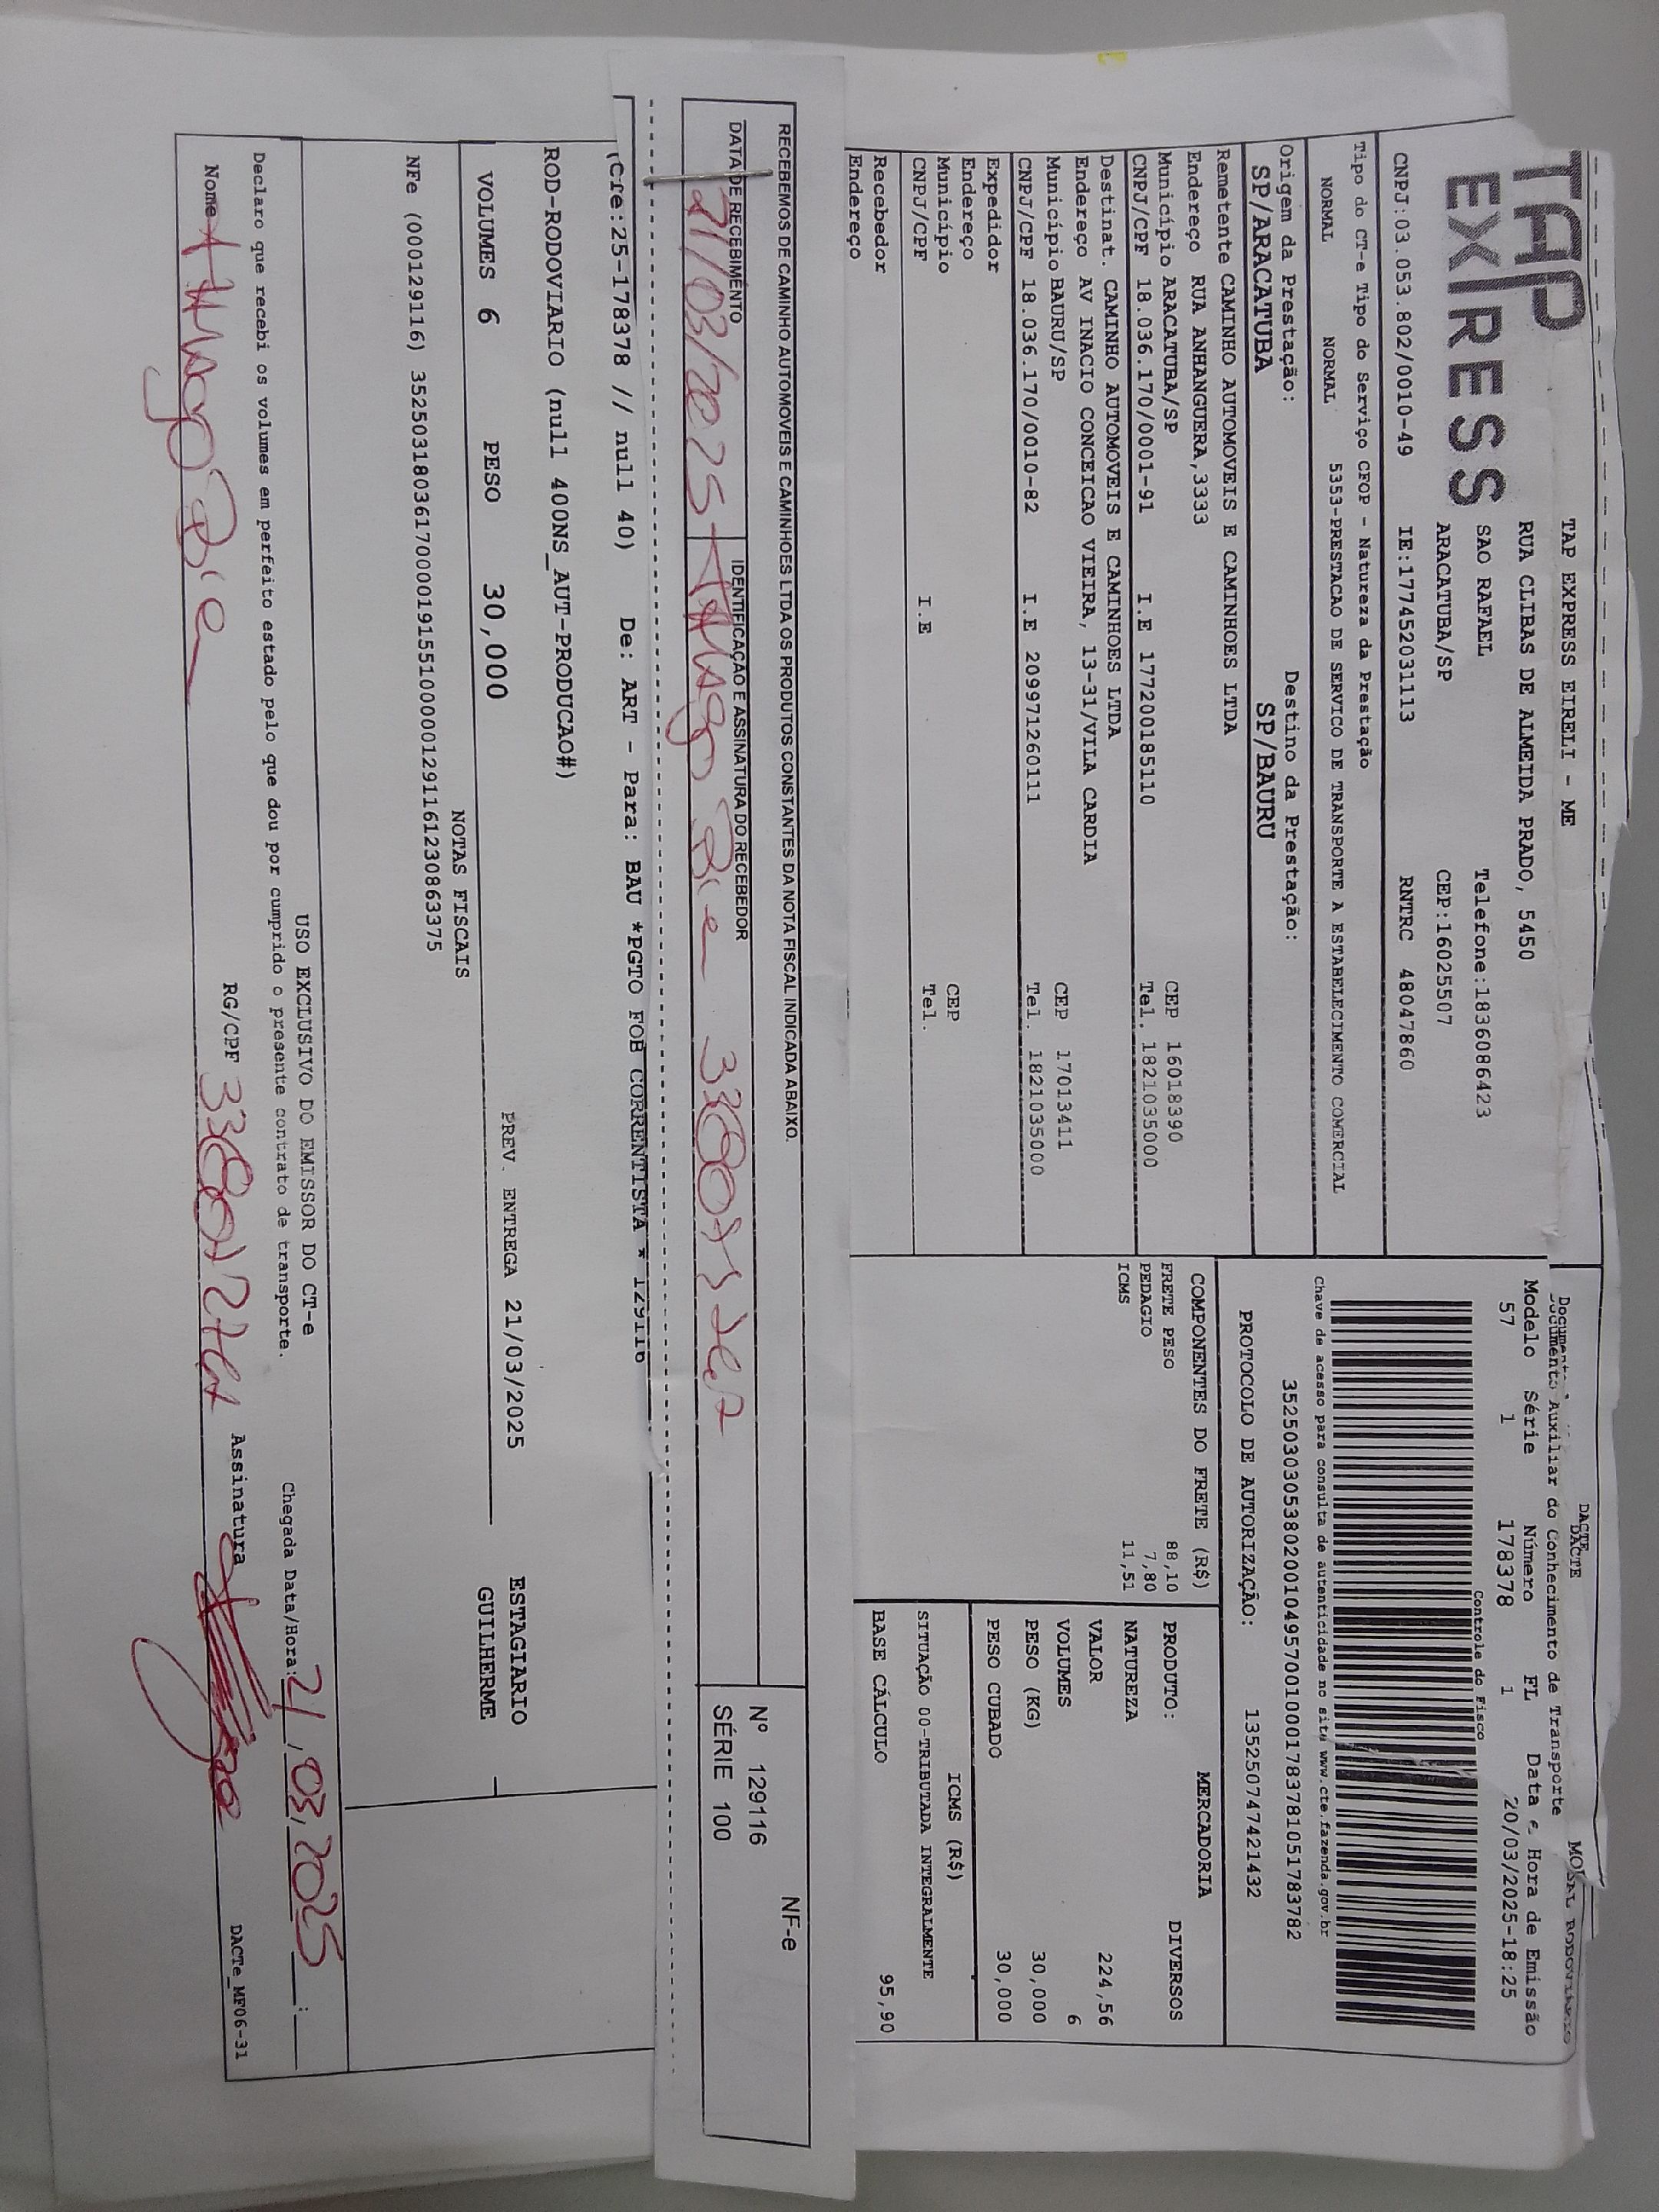 TAP
EXPRESS
TAP EXPRESS EIRELI - ME
RUA CLIBAS DE ALMEIDA PRADO, 5450
SAO RAFAEL Telefone:1836086423
ARACATUBA/SP CEP:16025507
CNPJ:03.053.802/0010-49 IE:177452031113 RNTRC 48047860
DACTE
DACTE
Documento Auxiliar do Conhecimento de Transporte
Modelo Série Número FL Data e Hora de Emissão
57 1 178378 1 20/03/2025-18:25
Controle do Fisco
Chave de acesso para consulta de autenticidade no site www.cte.fazenda.gov.br
35250303053802001049570010001783781051783782
PROTOCOLO DE AUTORIZAÇÃO: 135250747421432
Tipo do CT-e Tipo do Serviço CFOP - Natureza da Prestação
NORMAL NORMAL 5353-PRESTACAO DE SERVICO DE TRANSPORTE A ESTABELECIMENTO COMERCIAL
Origem da Prestação: Destino da Prestação:
SP/ARACATUBA SP/BAURU
Remetente CAMINHO AUTOMOVEIS E CAMINHOES LTDA
Endereço RUA ANHANGUERA,3333
Município ARACATUBA/SP CEP 16018390
CNPJ/CPF 18.036.170/0001-91 I.E 177200185110 Tel. 1821035000
Destinat. CAMINHO AUTOMOVEIS E CAMINHOES LTDA
Endereço AV INACIO CONCEICAO VIEIRA, 13-31/VILA CARDIA
Município BAURU/SP CEP 17013411
CNPJ/CPF 18.036.170/0010-82 I.E 209971260111 Tel. 1821035000
Expedidor
Endereço
Município CEP
CNPJ/CPF I.E Tel.
Recebedor
Endereço
COMPONENTES DO FRETE (R$)
FRETE PESO 88,10
PEDAGIO 7,80
ICMS 11,51
MERCADORIA
PRODUTO: DIVERSOS
NATUREZA
VALOR 224,56
VOLUMES 6
PESO (KG) 30,000
PESO CUBADO 30,000
ICMS (R$)
SITUAÇÃO 00-TRIBUTADA INTEGRALMENTE
BASE CÁLCULO 95,90
RECEBEMOS DE CAMINHO AUTOMOVEIS E CAMINHOES LTDA OS PRODUTOS CONSTANTES DA NOTA FISCAL INDICADA ABAIXO.
DATA DE RECEBIMENTO IDENTIFICAÇÃO E ASSINATURA DO RECEBEDOR
21/03/2025
NF-e
Nº 129116
SÉRIE 100
(Cre:25-178378 // null 40) De: ART - Para: BAU *PGTO FOB CORRENTISTA * 129116
ROD-RODOVIARIO (null 400NS_AUT-PRODUCAO#)
VOLUMES 6 PESO 30,000 PREV. ENTREGA 21/03/2025 ESTAGIARIO
GUILHERME
NOTAS FISCAIS
NFe (000129116) 35250318036170000191551000001291161230863375
USO EXCLUSIVO DO EMISSOR DO CT-e
Declaro que recebi os volumes em perfeito estado pelo que dou por cumprido o presente contrato de transporte.
Chegada Data/Hora: 21/03/2025 :
Nome RG/CPF Assinatura
DACTe_MF06-31